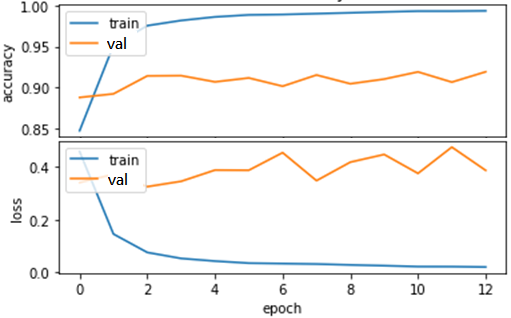 1.00
0.95
0.90
0.85
accuracy
train
val
0.4
0.2
0.0
loss
train
val
0 2 4 6 8 10 12
epoch